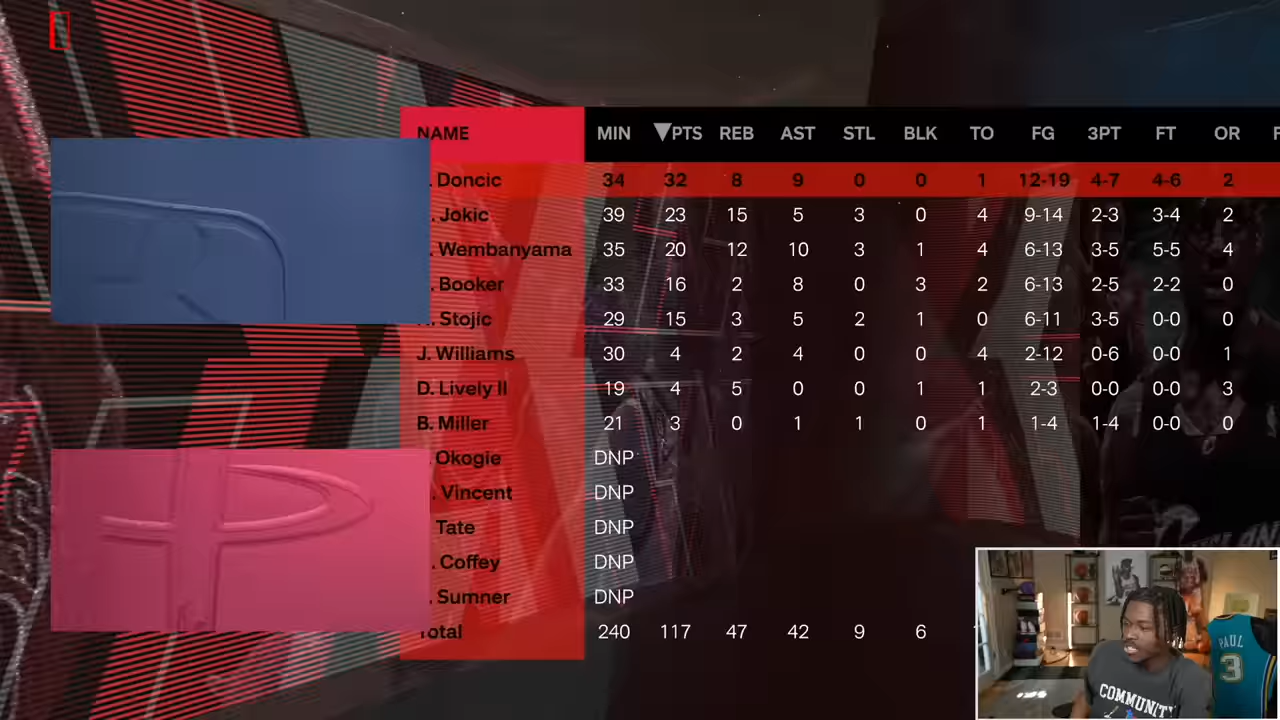 NAME MIN ▼PTS REB AST STL BLK TO FG 3PT FT OR
. Doncic 34 32 8 9 0 0 1 12-19 4-7 4-6 2
. Jokic 39 23 15 5 3 0 4 9-14 2-3 3-4 2
. Wembanyama 35 20 12 10 3 1 4 6-13 3-5 5-5 4
. Booker 33 16 2 8 0 3 2 6-13 2-5 2-2 0
. Stojic 29 15 3 5 2 1 0 6-11 3-5 0-0 0
J. Williams 30 4 2 4 0 0 4 2-12 0-6 0-0 1
D. Lively II 19 4 5 0 0 1 1 2-3 0-0 0-0 3
B. Miller 21 3 0 1 1 0 1 1-4 1-4 0-0 0
. Okogie DNP
. Vincent DNP
Tate DNP
. Coffey DNP
. Sumner DNP
Total 240 117 47 42 9 6
PAUL
3
COMMUNITY